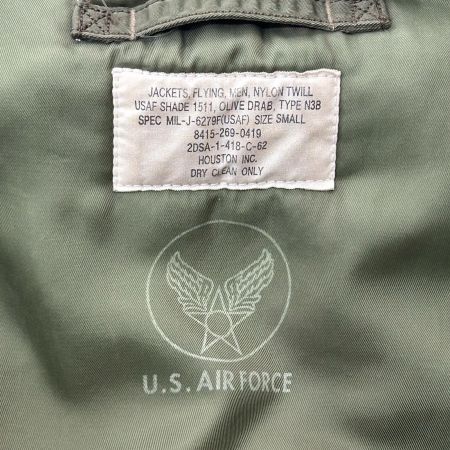 JACKETS, FLYING, MEN, NYLON TWILL
USAF SHADE 1511, OLIVE DRAB, TYPE N3B
SPEC MIL-J-6279F(USAF) SIZE SMALL
8415-269-0419
2DSA-1-418-C-62
HOUSTON INC.
DRY CLEAN ONLY
U.S. AIR FORCE